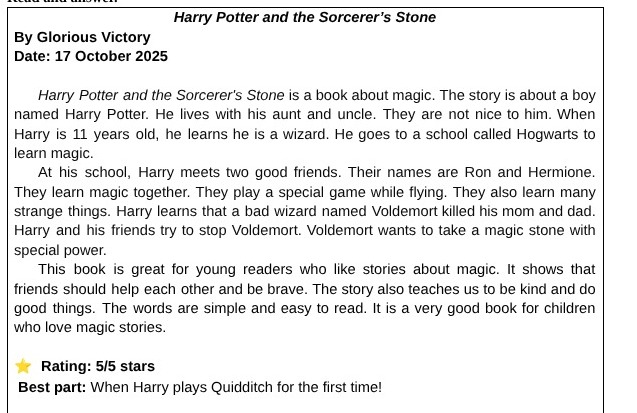 Read and answer.
Harry Potter and the Sorcerer's Stone
By Glorious Victory
Date: 17 October 2025
Harry Potter and the Sorcerer's Stone is a book about magic. The story is about a boy
named Harry Potter. He lives with his aunt and uncle. They are not nice to him. When
Harry is 11 years old, he learns he is a wizard. He goes to a school called Hogwarts to
learn magic.
At his school, Harry meets two good friends. Their names are Ron and Hermione.
They learn magic together. They play a special game while flying. They also learn many
strange things. Harry learns that a bad wizard named Voldemort killed his mom and dad.
Harry and his friends try to stop Voldemort. Voldemort wants to take a magic stone with
special power.
This book is great for young readers who like stories about magic. It shows that
friends should help each other and be brave. The story also teaches us to be kind and do
good things. The words are simple and easy to read. It is a very good book for children
who love magic stories.
⭐ Rating: 5/5 stars
Best part: When Harry plays Quidditch for the first time!